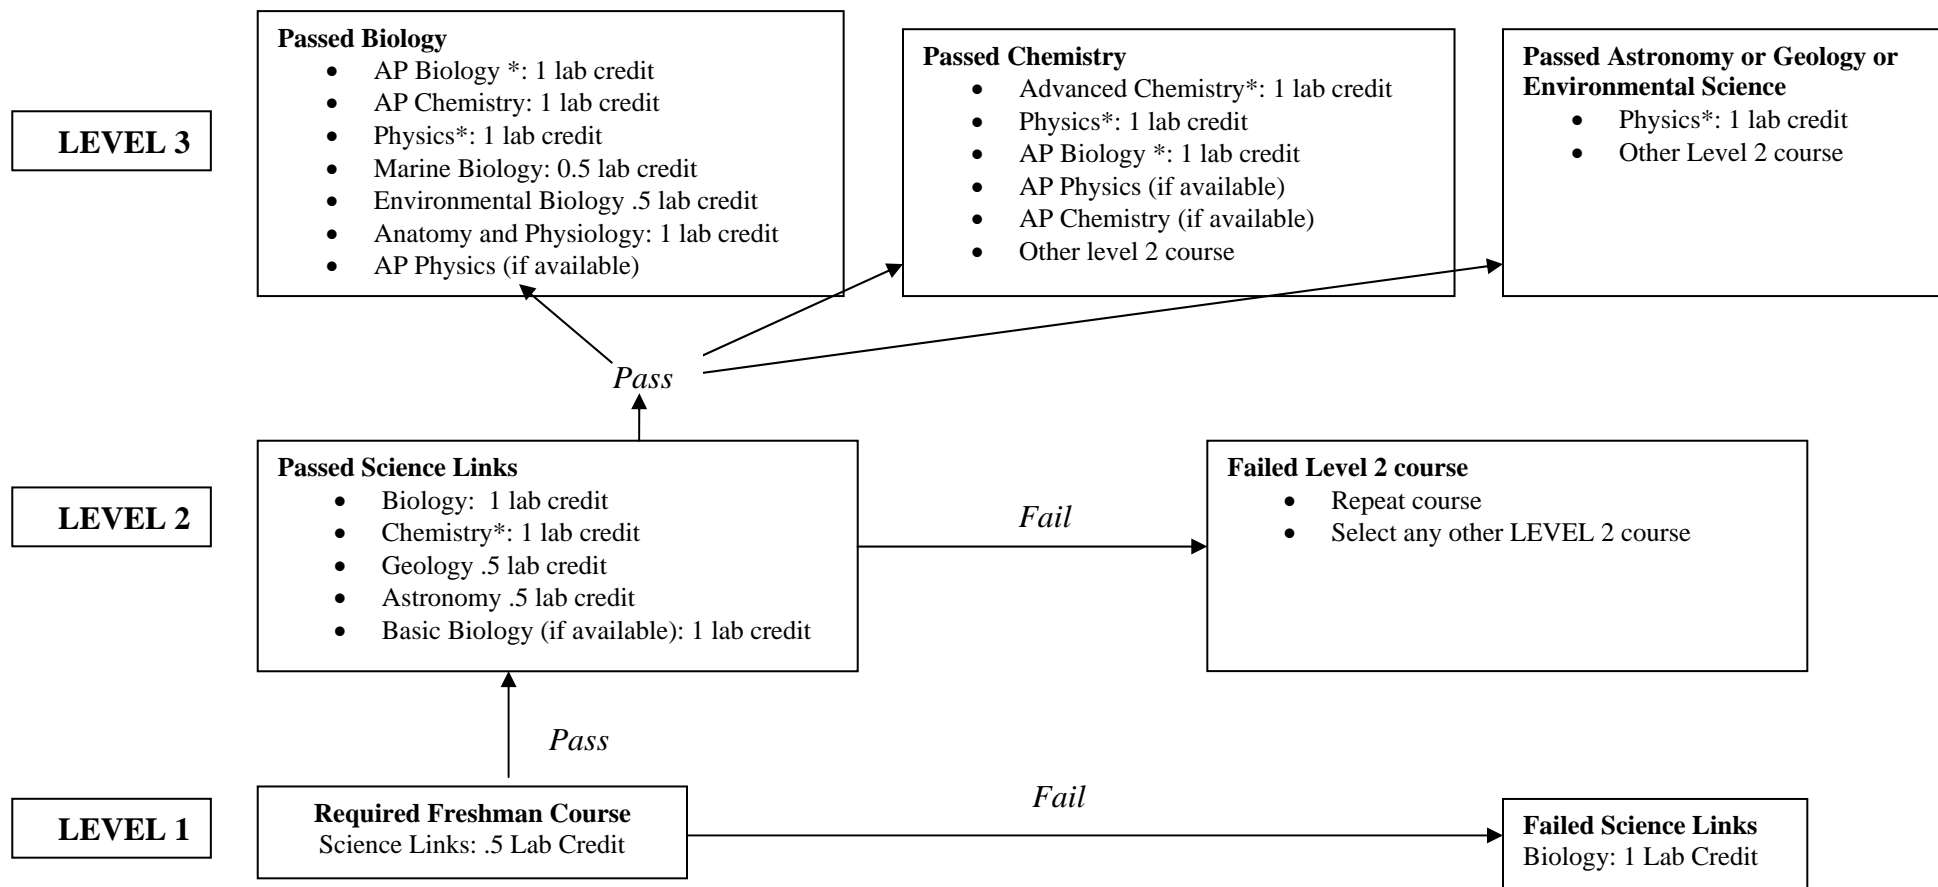 LEVEL 3
Passed Biology
• AP Biology *: 1 lab credit
• AP Chemistry: 1 lab credit
• Physics*: 1 lab credit
• Marine Biology: 0.5 lab credit
• Environmental Biology .5 lab credit
• Anatomy and Physiology: 1 lab credit
• AP Physics (if available)
Passed Chemistry
• Advanced Chemistry*: 1 lab credit
• Physics*: 1 lab credit
• AP Biology *: 1 lab credit
• AP Physics (if available)
• AP Chemistry (if available)
• Other level 2 course
Passed Astronomy or Geology or
Environmental Science
• Physics*: 1 lab credit
• Other Level 2 course
Pass
LEVEL 2
Passed Science Links
• Biology:  1 lab credit
• Chemistry*: 1 lab credit
• Geology .5 lab credit
• Astronomy .5 lab credit
• Basic Biology (if available): 1 lab credit
Fail
Failed Level 2 course
• Repeat course
• Select any other LEVEL 2 course
Pass
LEVEL 1
Required Freshman Course
Science Links: .5 Lab Credit
Fail
Failed Science Links
Biology: 1 Lab Credit